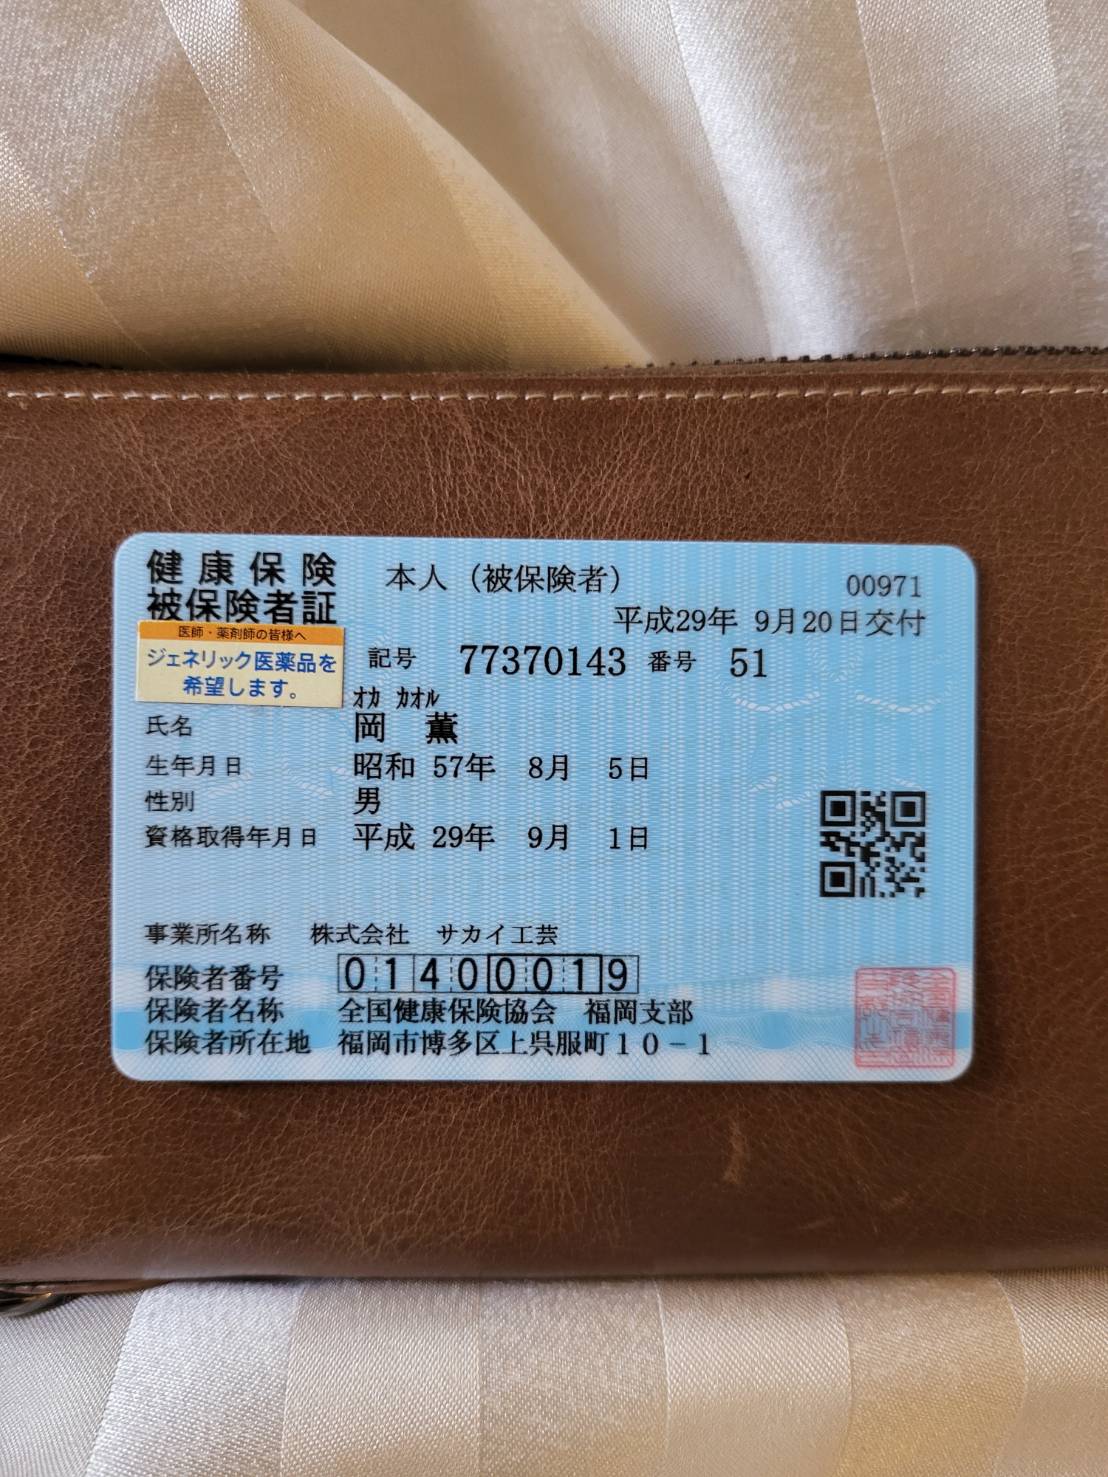 健康保険
被保険者証
本人（被保険者）
00971
平成29年 9月20日交付
医師・薬剤師の皆様へ
ジェネリック医薬品を
希望します。
記号 77370143 番号 51
ｵｶ ｶｵﾙ
氏名 岡 薫
生年月日 昭和 57年 8月 5日
性別 男
資格取得年月日 平成 29年 9月 1日
事業所名称 株式会社 サカイ工芸
保険者番号 01400019
保険者名称 全国健康保険協会 福岡支部
保険者所在地 福岡市博多区上呉服町１０－１